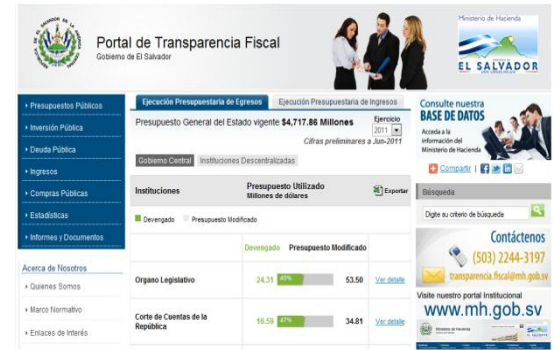 Portal de Transparencia Fiscal
Gobierno de El Salvador
Ministerio de Hacienda
EL SALVADOR
Presupuestos Públicos
Inversión Pública
Deuda Pública
Ingresos
Compras Públicas
Estadísticas
Informes y Documentos
Acerca de Nosotros
Quienes Somos
Marco Normativo
Enlaces de Interés
Ejecución Presupuestaria de Egresos
Ejecución Presupuestaria de Ingresos
Presupuesto General del Estado vigente $4,717.86 Millones
Ejercicio
2011
Cifras preliminares a Jun-2011
Gobierno Central
Instituciones Descentralizadas
Instituciones
Presupuesto Utilizado
Millones de dólares
Exportar
Devengado
Presupuesto Modificado
Devengado Presupuesto Modificado
Organo Legislativo 24.31 45% 53.50 Ver detalle
Corte de Cuentas de la República 16.59 47% 34.81 Ver detalle
Consulte nuestra
BASE DE DATOS
Acceda a la
información del
Ministerio de Hacienda
Compartir
Búsqueda
Digite su criterio de búsqueda
Contáctenos
(503) 2244-3197
transparencia.fiscal@mh.gob.sv
Visite nuestro portal Institucional
www.mh.gob.sv